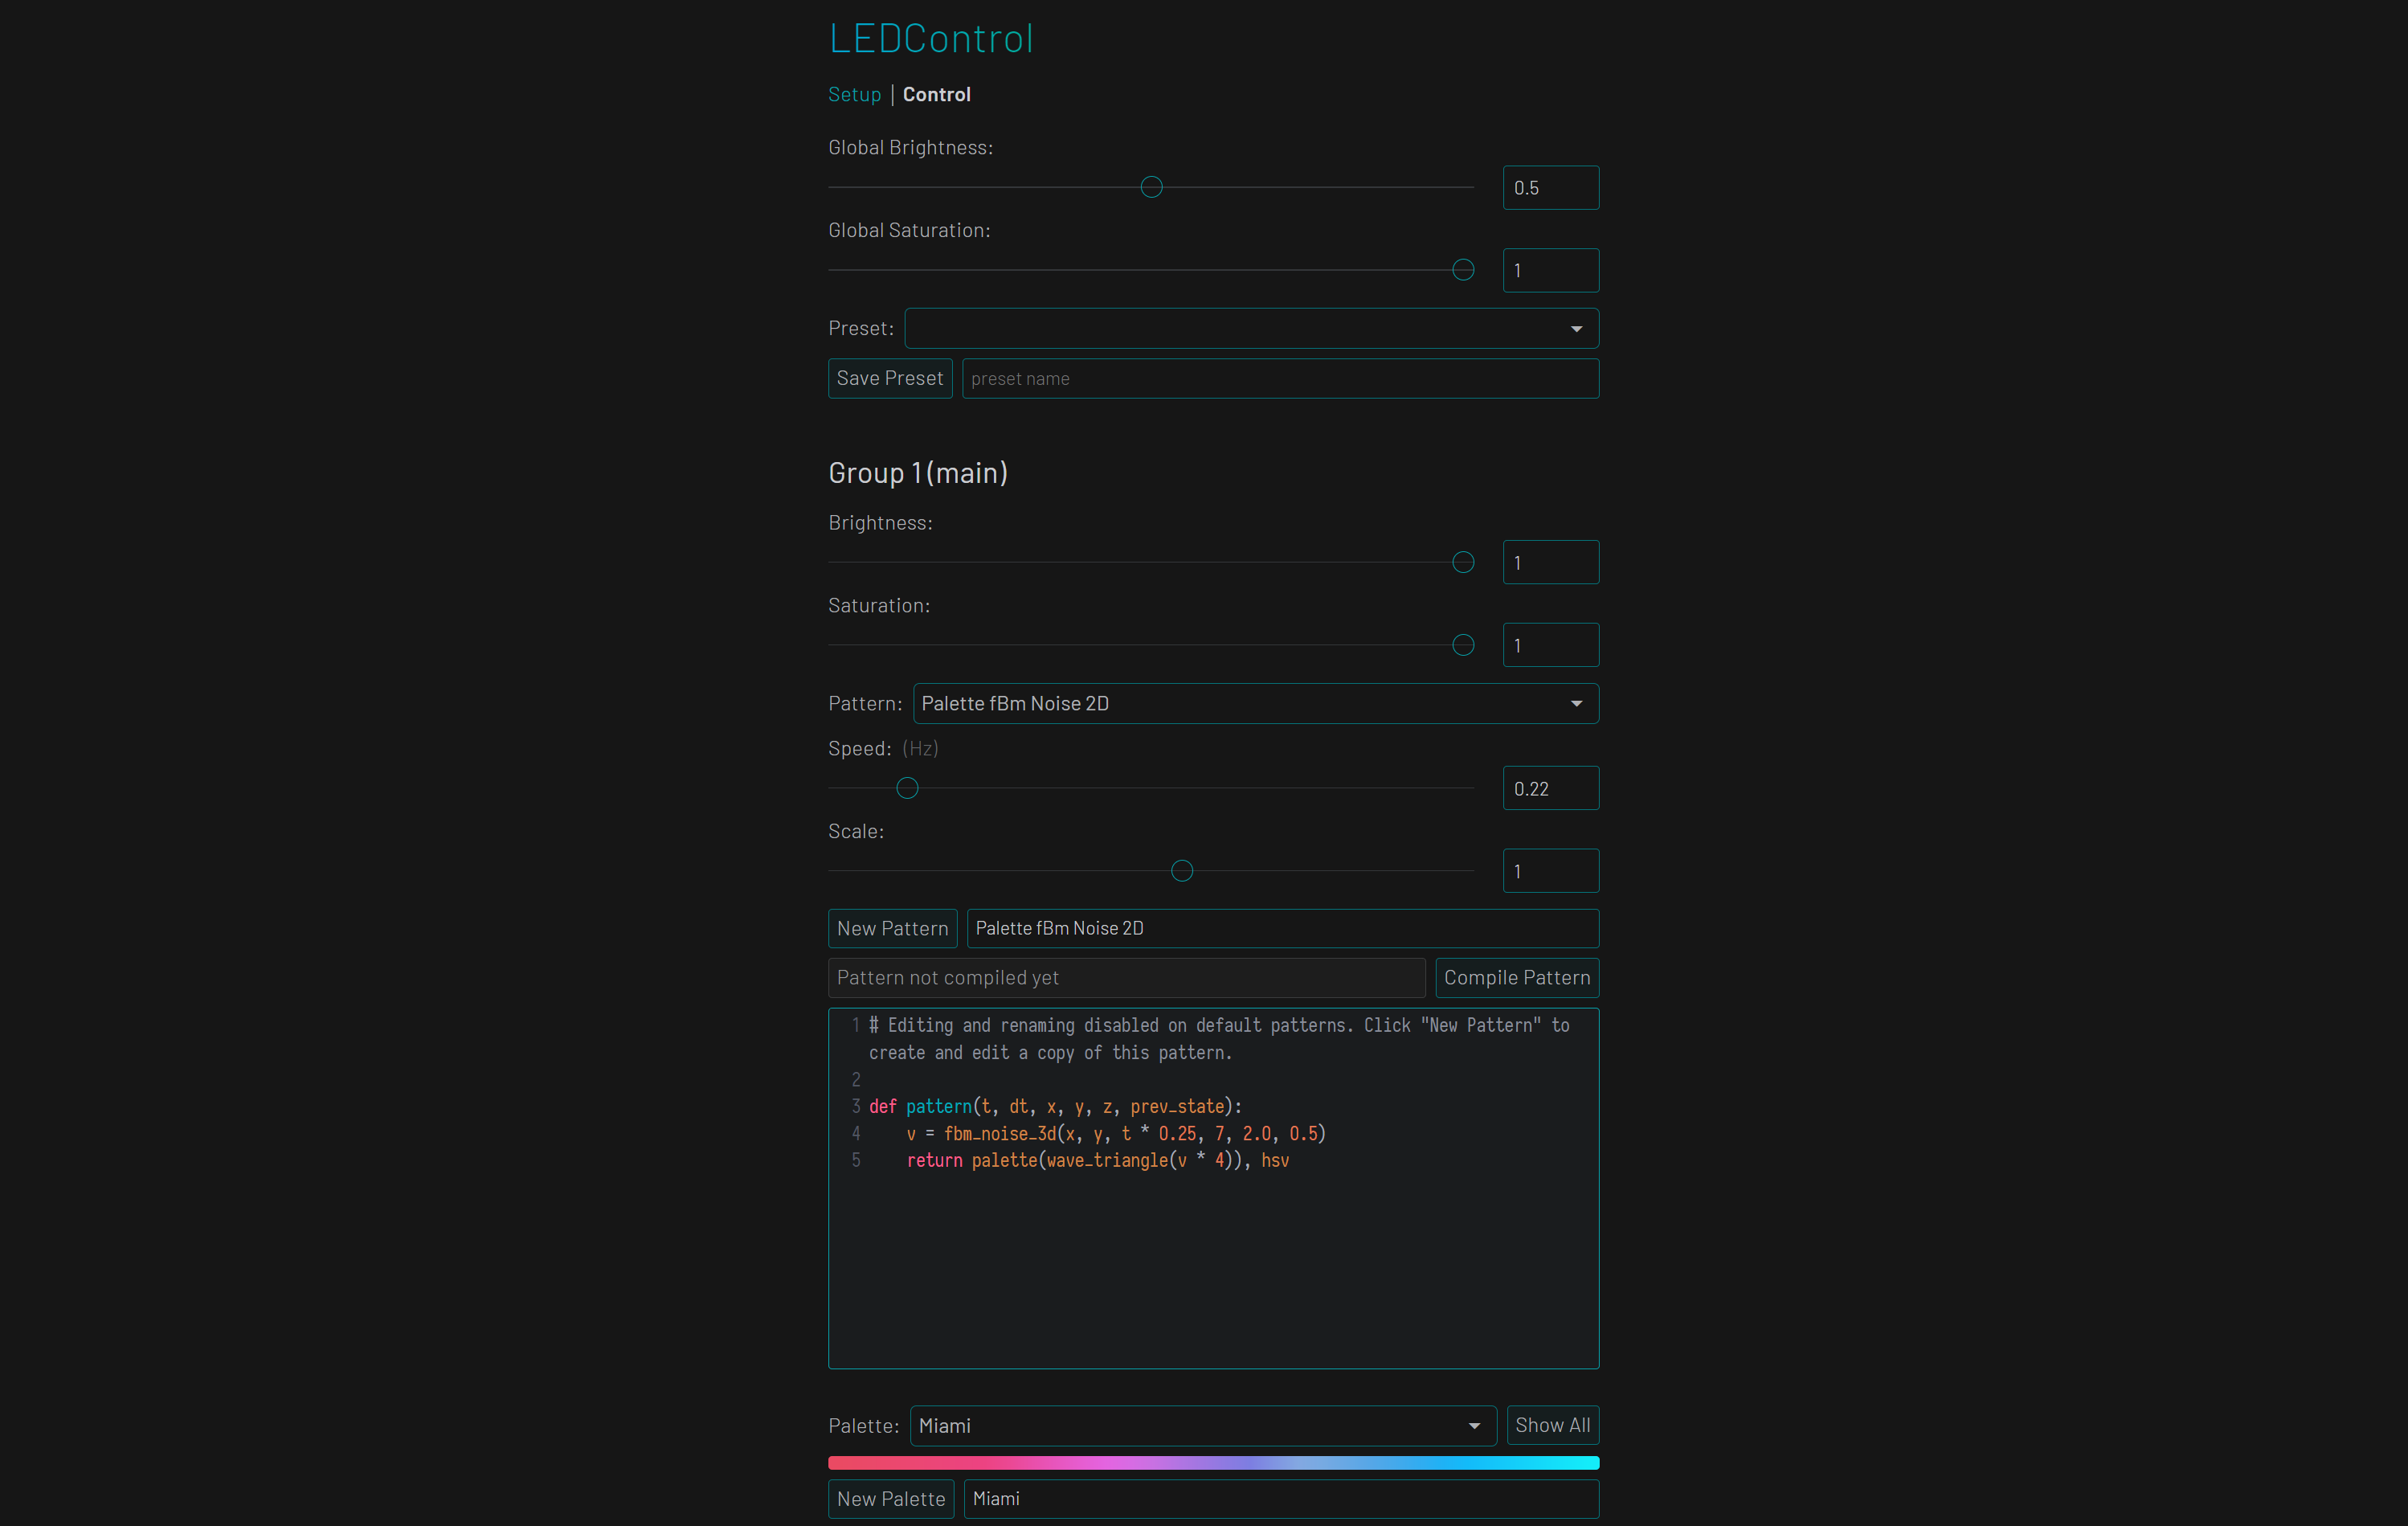 LEDControl
Setup | Control
Global Brightness:
0.5
Global Saturation:
1
Preset:
Save Preset preset name
Group 1 (main)
Brightness:
1
Saturation:
1
Pattern: Palette fBm Noise 2D
Speed: (Hz)
0.22
Scale:
1
New Pattern Palette fBm Noise 2D
Pattern not compiled yet Compile Pattern
1 # Editing and renaming disabled on default patterns. Click "New Pattern" to
create and edit a copy of this pattern.
2
3 def pattern(t, dt, x, y, z, prev_state):
4     v = fbm_noise_3d(x, y, t * 0.25, 7, 2.0, 0.5)
5     return palette(wave_triangle(v * 4)), hsv
Palette: Miami Show All
New Palette Miami